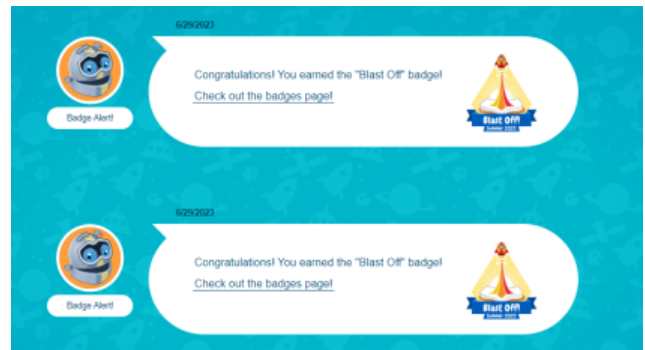 6/29/2023
Congratulations! You earned the "Blast Off" badge!
Check out the badges page!
Badge Alert!
Blast Off!
Summer 2023
6/29/2023
Congratulations! You earned the "Blast Off" badge!
Check out the badges page!
Badge Alert!
Blast Off!
Summer 2023